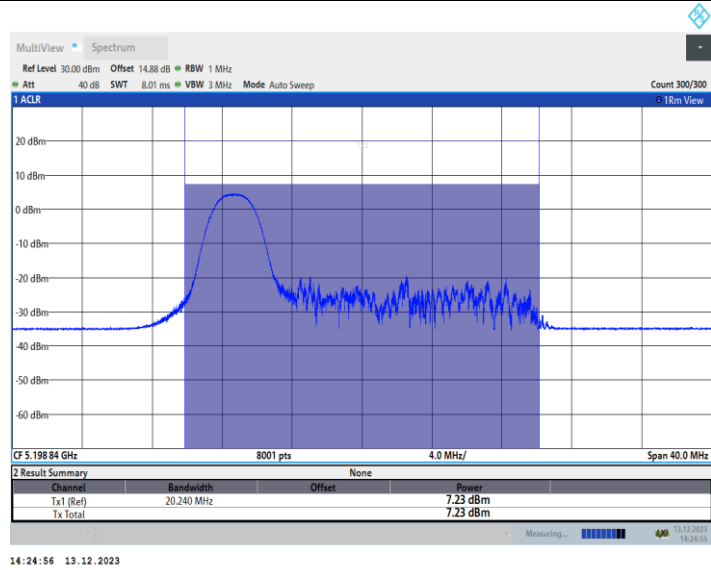 MultiView Spectrum
Ref Level 30.00 dBm Offset 14.88 dB RBW 1 MHz
Att 40 dB SWT 8.01 ms VBW 3 MHz Mode Auto Sweep Count 300/300
1 ACLR 1Rm View
20 dBm
10 dBm
0 dBm
-10 dBm
-20 dBm
-30 dBm
-40 dBm
-50 dBm
-60 dBm
CF 5.19884 GHz 8001 pts 4.0 MHz/ Span 40.0 MHz
2 Result Summary None
Channel Bandwidth Offset Power
Tx1 (Ref) 20.240 MHz 7.23 dBm
Tx Total 7.23 dBm
Measuring... 13.12.2023
14:24:55
14:24:56 13.12.2023